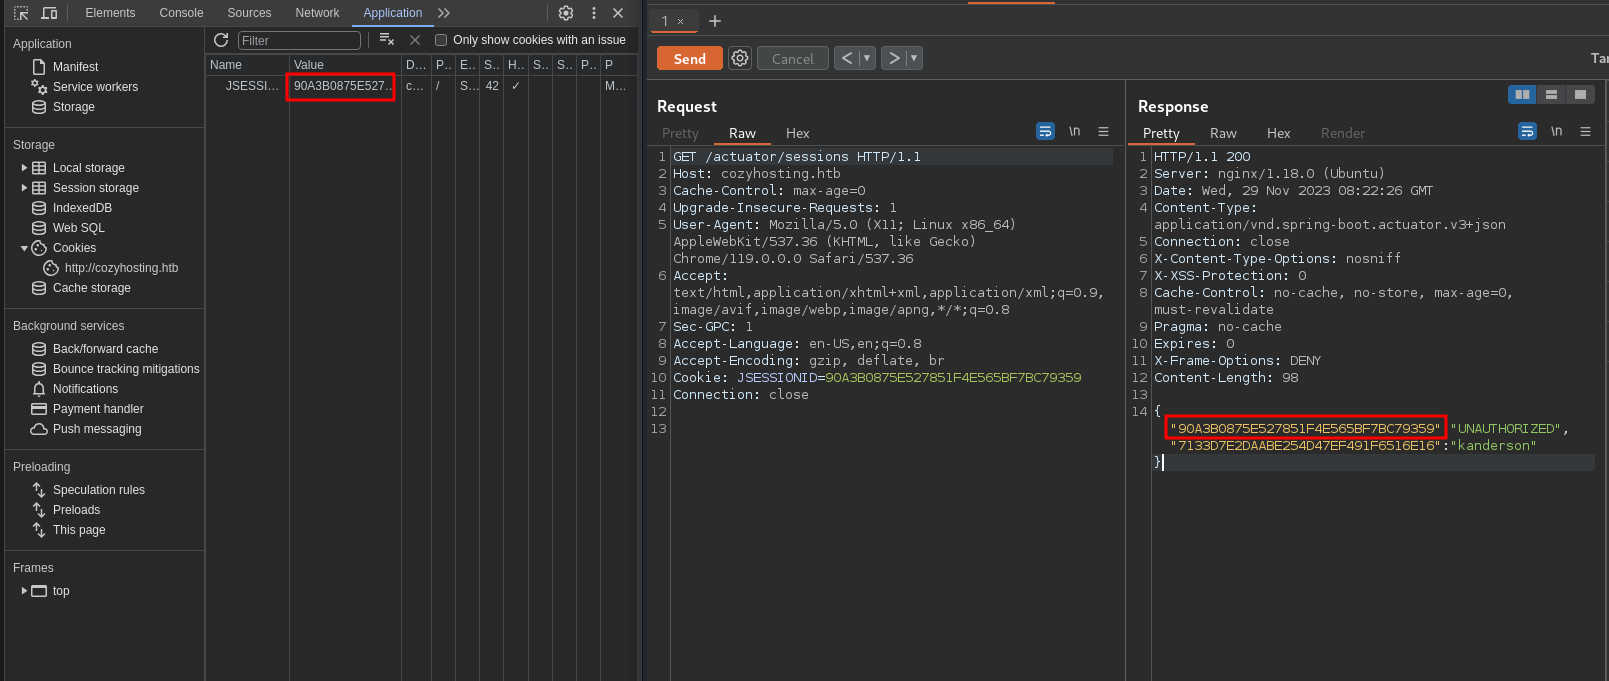 Elements Console Sources Network Application
Filter
Only show cookies with an issue
Name Value D... P.. E.. S.. H.. S.. S.. P.. P
JSESSI... 90A3B0875E527... c... / S... 42 ✓ M...
Application
Manifest
Service workers
Storage
Storage
Local storage
Session storage
IndexedDB
Web SQL
Cookies
http://cozyhosting.htb
Cache storage
Background services
Back/forward cache
Bounce tracking mitigations
Notifications
Payment handler
Push messaging
Preloading
Speculation rules
Preloads
This page
Frames
top
1 × +
Send Cancel < ▾ > ▾ Tar
Request
Pretty Raw Hex \n
1 GET /actuator/sessions HTTP/1.1
2 Host: cozyhosting.htb
3 Cache-Control: max-age=0
4 Upgrade-Insecure-Requests: 1
5 User-Agent: Mozilla/5.0 (X11; Linux x86_64)
AppleWebKit/537.36 (KHTML, like Gecko)
Chrome/119.0.0.0 Safari/537.36
6 Accept:
text/html,application/xhtml+xml,application/xml;q=0.9,
image/avif,image/webp,image/apng,*/*;q=0.8
7 Sec-GPC: 1
8 Accept-Language: en-US,en;q=0.8
9 Accept-Encoding: gzip, deflate, br
10 Cookie: JSESSIONID=90A3B0875E527851F4E565BF7BC79359
11 Connection: close
12
13
Response
Pretty Raw Hex Render \n
1 HTTP/1.1 200
2 Server: nginx/1.18.0 (Ubuntu)
3 Date: Wed, 29 Nov 2023 08:22:26 GMT
4 Content-Type:
application/vnd.spring-boot.actuator.v3+json
5 Connection: close
6 X-Content-Type-Options: nosniff
7 X-XSS-Protection: 0
8 Cache-Control: no-cache, no-store, max-age=0,
must-revalidate
9 Pragma: no-cache
10 Expires: 0
11 X-Frame-Options: DENY
12 Content-Length: 98
13
14 {
"90A3B0875E527851F4E565BF7BC79359" "UNAUTHORIZED",
"7133D7E2DAABE254D47EF491F6516E16":"kanderson"
}